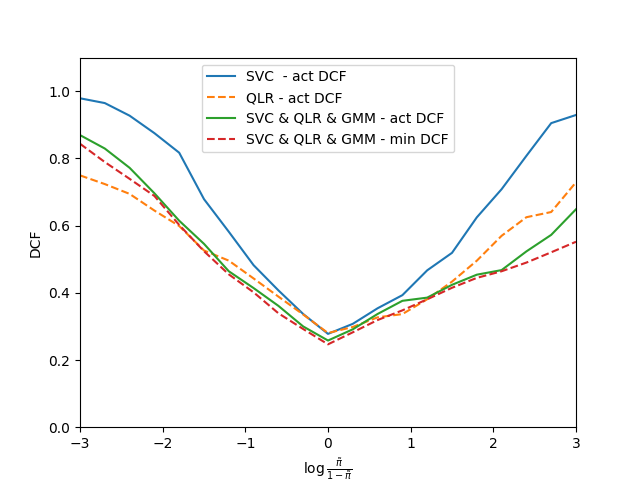 SVC - act DCF
QLR - act DCF
SVC & QLR & GMM - act DCF
SVC & QLR & GMM - min DCF
DCF
1.0
0.8
0.6
0.4
0.2
0.0
−3 −2 −1 0 1 2 3
log π̃/(1−π̃)